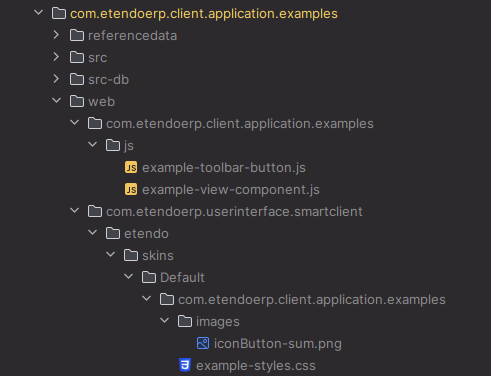 com.etendoerp.client.application.examples
referencedata
src
src-db
web
com.etendoerp.client.application.examples
js
JS example-toolbar-button.js
JS example-view-component.js
com.etendoerp.userinterface.smartclient
etendo
skins
Default
com.etendoerp.client.application.examples
images
iconButton-sum.png
example-styles.css